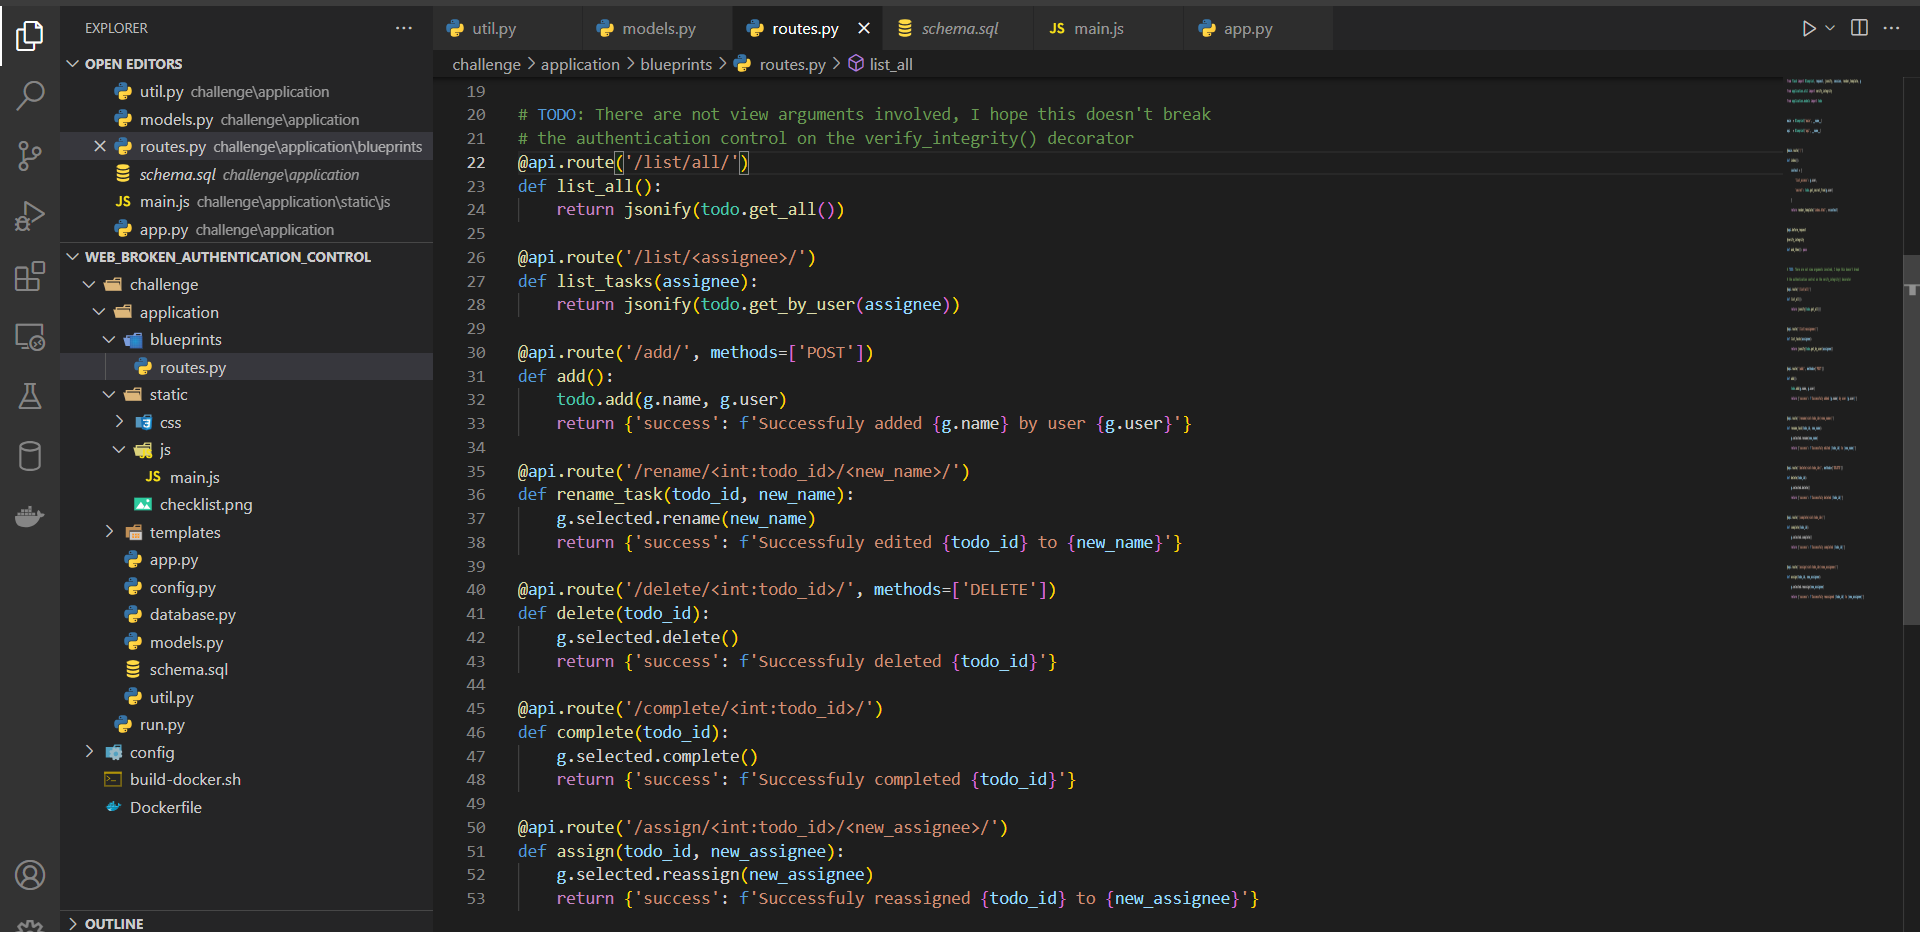 EXPLORER
OPEN EDITORS
util.py challenge\application
models.py challenge\application
routes.py challenge\application\blueprints
schema.sql challenge\application
JS main.js challenge\application\static\js
app.py challenge\application
WEB_BROKEN_AUTHENTICATION_CONTROL
challenge
application
blueprints
routes.py
static
css
js
JS main.js
checklist.png
templates
app.py
config.py
database.py
models.py
schema.sql
util.py
run.py
config
build-docker.sh
Dockerfile
OUTLINE
util.py
models.py
routes.py
schema.sql
JS main.js
app.py
challenge > application > blueprints > routes.py > list_all
19
20 # TODO: There are not view arguments involved, I hope this doesn't break
21 # the authentication control on the verify_integrity() decorator
22 @api.route('/list/all/')
23 def list_all():
24     return jsonify(todo.get_all())
25
26 @api.route('/list/<assignee>/')
27 def list_tasks(assignee):
28     return jsonify(todo.get_by_user(assignee))
29
30 @api.route('/add/', methods=['POST'])
31 def add():
32     todo.add(g.name, g.user)
33     return {'success': f'Successfuly added {g.name} by user {g.user}'}
34
35 @api.route('/rename/<int:todo_id>/<new_name>/')
36 def rename_task(todo_id, new_name):
37     g.selected.rename(new_name)
38     return {'success': f'Successfuly edited {todo_id} to {new_name}'}
39
40 @api.route('/delete/<int:todo_id>/', methods=['DELETE'])
41 def delete(todo_id):
42     g.selected.delete()
43     return {'success': f'Successfuly deleted {todo_id}'}
44
45 @api.route('/complete/<int:todo_id>/')
46 def complete(todo_id):
47     g.selected.complete()
48     return {'success': f'Successfuly completed {todo_id}'}
49
50 @api.route('/assign/<int:todo_id>/<new_assignee>/')
51 def assign(todo_id, new_assignee):
52     g.selected.reassign(new_assignee)
53     return {'success': f'Successfuly reassigned {todo_id} to {new_assignee}'}